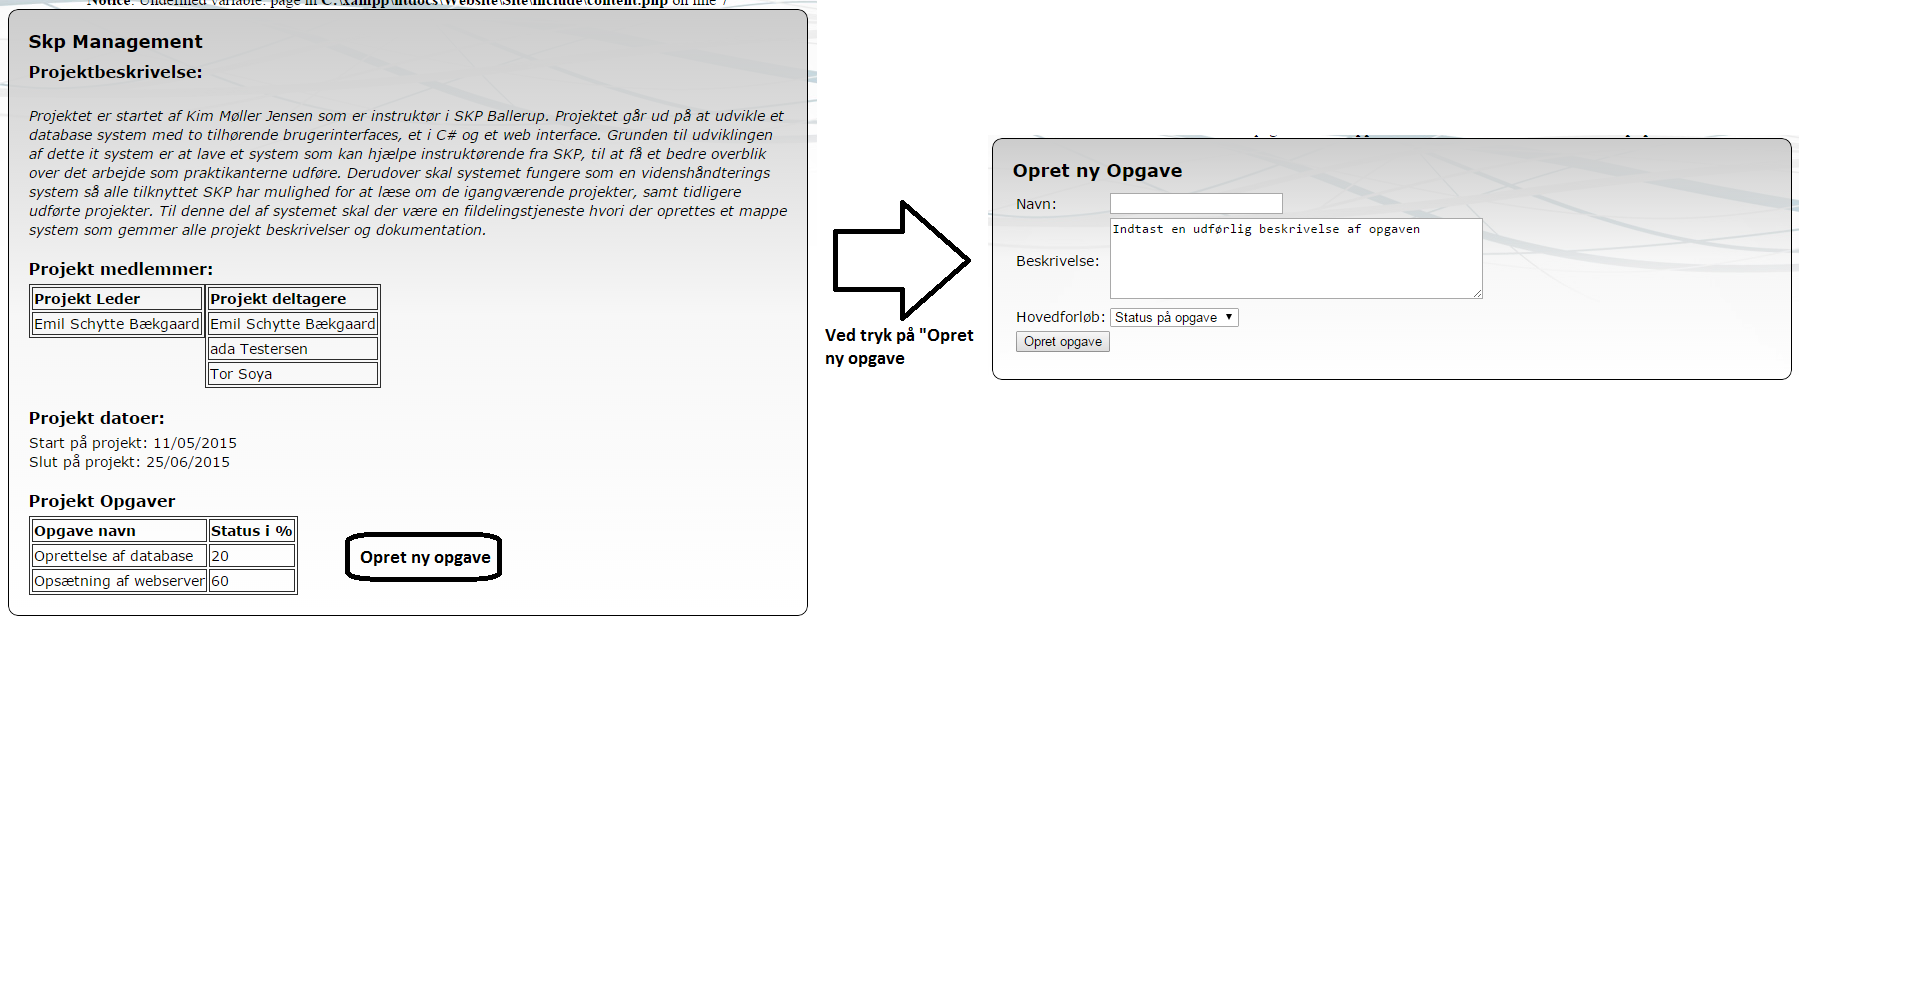 Notice: Undefined variable: page in C:\xampp\htdocs\Website\Site\include\content.php on line 7
Skp Management
Projektbeskrivelse:
Projektet er startet af Kim Møller Jensen som er instruktør i SKP Ballerup. Projektet går ud på at udvikle et
database system med to tilhørende brugerinterfaces, et i C# og et web interface. Grunden til udviklingen
af dette it system er at lave et system som kan hjælpe instruktørende fra SKP, til at få et bedre overblik
over det arbejde som praktikanterne udføre. Derudover skal systemet fungere som en videnshåndterings
system så alle tilknyttet SKP har mulighed for at læse om de igangværende projekter, samt tidligere
udførte projekter. Til denne del af systemet skal der være en fildelingstjeneste hvori der oprettes et mappe
system som gemmer alle projekt beskrivelser og dokumentation.
Projekt medlemmer:
Projekt Leder Projekt deltagere
Emil Schytte Bækgaard Emil Schytte Bækgaard
ada Testersen
Tor Soya
Projekt datoer:
Start på projekt: 11/05/2015
Slut på projekt: 25/06/2015
Projekt Opgaver
Opgave navn Status i %
Oprettelse af database 20
Opsætning af webserver 60
Opret ny opgave
Ved tryk på "Opret
ny opgave
Opret ny Opgave
Navn:
Beskrivelse: Indtast en udførlig beskrivelse af opgaven
Hovedforløb: Status på opgave
Opret opgave